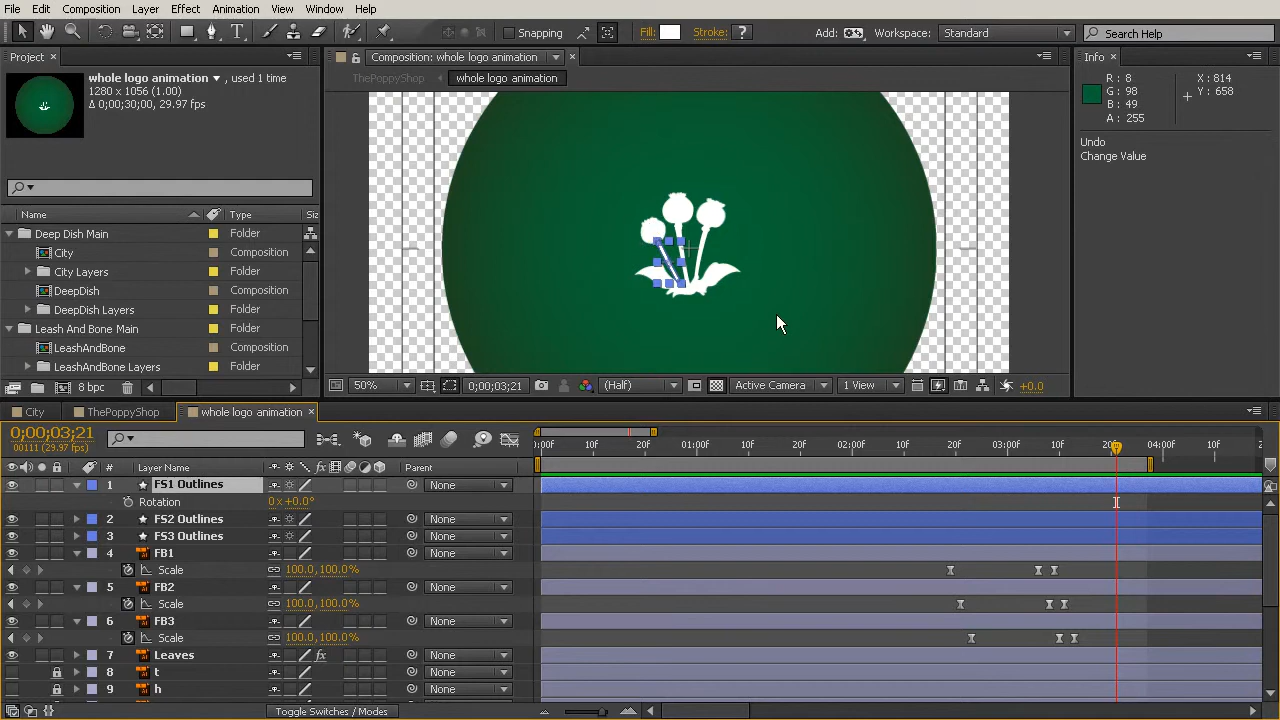 File Edit Composition Layer Effect Animation View Window Help
Snapping Fill: Stroke: ? Add: Workspace: Standard Search Help
Project Composition: whole logo animation Info
whole logo animation , used 1 time
1280 x 1056 (1.00)
Δ 0;00;30;00, 29.97 fps
ThePoppyShop whole logo animation
R : 8 X : 814
G : 98 Y : 658
B : 49
A : 255
Undo
Change Value
Name Type Siz
Deep Dish Main Folder
City Composition
City Layers Folder
DeepDish Composition
DeepDish Layers Folder
Leash And Bone Main Folder
LeashAndBone Composition
LeashAndBone Layers Folder
8 bpc 50% 0;00;03;21 (Half) Active Camera 1 View +0.0
City ThePoppyShop whole logo animation
0;00;03;21
00111 (29.97 fps)
0:00f 10f 20f 01:00f 10f 20f 02:00f 10f 20f 03:00f 10f 20f 04:00f 10f
# Layer Name fx Parent
1 FS1 Outlines None
Rotation 0 x +0.0°
2 FS2 Outlines None
3 FS3 Outlines None
4 FB1 None
Scale 100.0, 100.0%
5 FB2 None
Scale 100.0, 100.0%
6 FB3 None
Scale 100.0, 100.0%
7 Leaves fx None
8 t None
9 h None
Toggle Switches / Modes